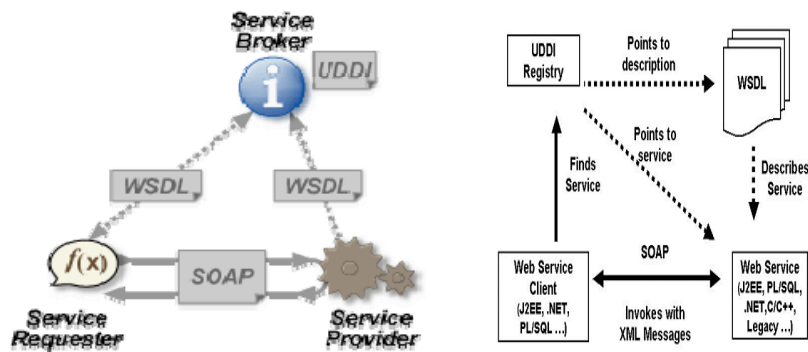 Service
Broker
UDDI
i
WSDL
WSDL
f(x)
SOAP
Service
Requester
Service
Provider
UDDI
Registry
Points to
description
WSDL
Points to
service
Finds
Service
Describes
Service
Web Service
Client
(J2EE, .NET,
PL/SQL ...)
SOAP
Invokes with
XML Messages
Web Service
(J2EE, PL/SQL,
.NET,C/C++,
Legacy ...)